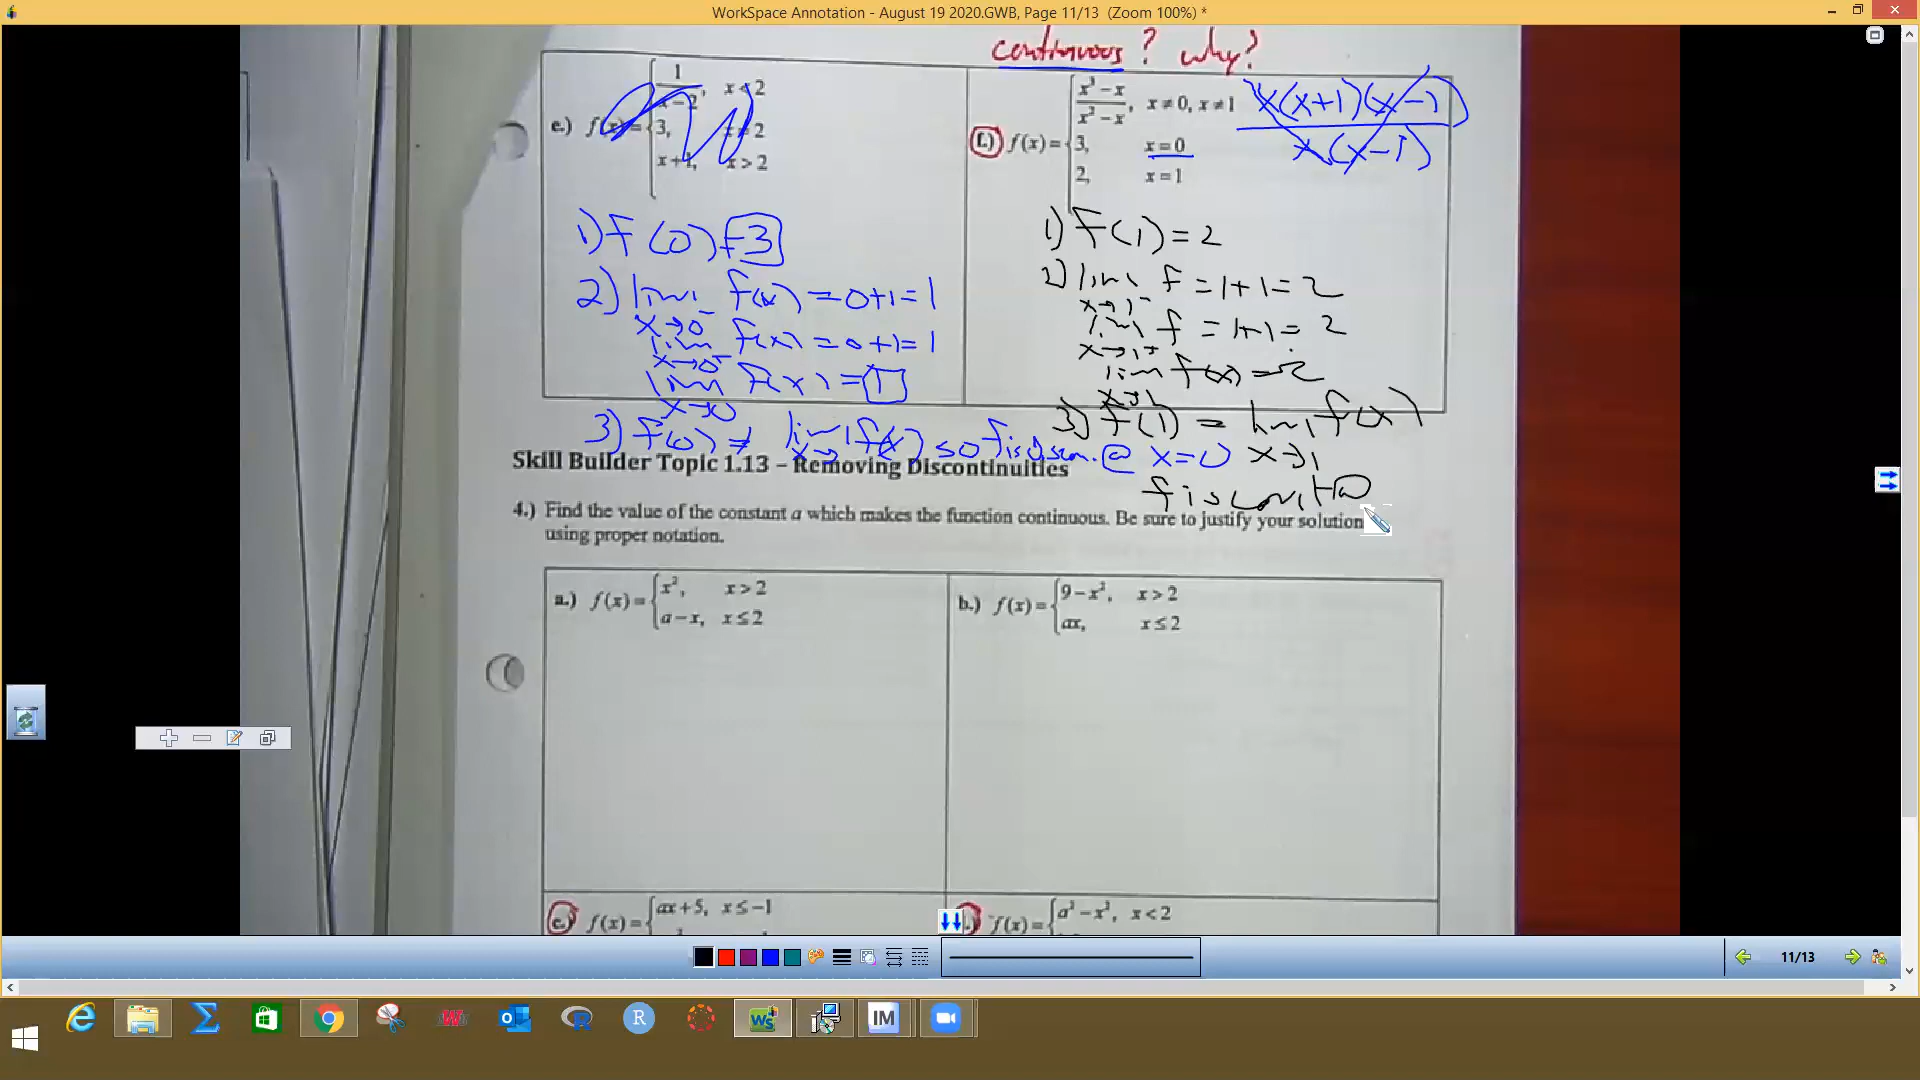 WorkSpace Annotation - August 19 2020.GWB, Page 11/13 (Zoom 100%) *
continuous? why?
e.) f(x) = { 1/x-2, x<2
3, x=2
x+1, x>2
f.) f(x) = { x³-x/x²-x, x≠0, x≠1
3, x=0
2, x=1
x(x+1)(x-1)
x(x-1)
1) f(0) = 3
2) lim f(x) = 0+1 = 1
x→0⁻
lim f(x) = 0+1 = 1
x→0⁻
lim f(x) = 1
x→0
3) f(0) ≠ lim f(x) so f is Discon. @ x=0
x→
1) f(1) = 2
2) lim f = 1+1 = 2
x→1⁻
lim f = 1+1 = 2
x→1⁺
lim f(x) = 2
x→1
3) f(1) = lim f(x)
x→1
f is cont @
Skill Builder Topic 1.13 – Removing Discontinuities
4.) Find the value of the constant a which makes the function continuous. Be sure to justify your solution
using proper notation.
a.) f(x) = { x², x>2
a-x, x≤2
b.) f(x) = { 9-x², x>2
ax, x≤2
c.) f(x) = { ax+5, x≤-1
f(x) = { a²-x², x<2
11/13
IM